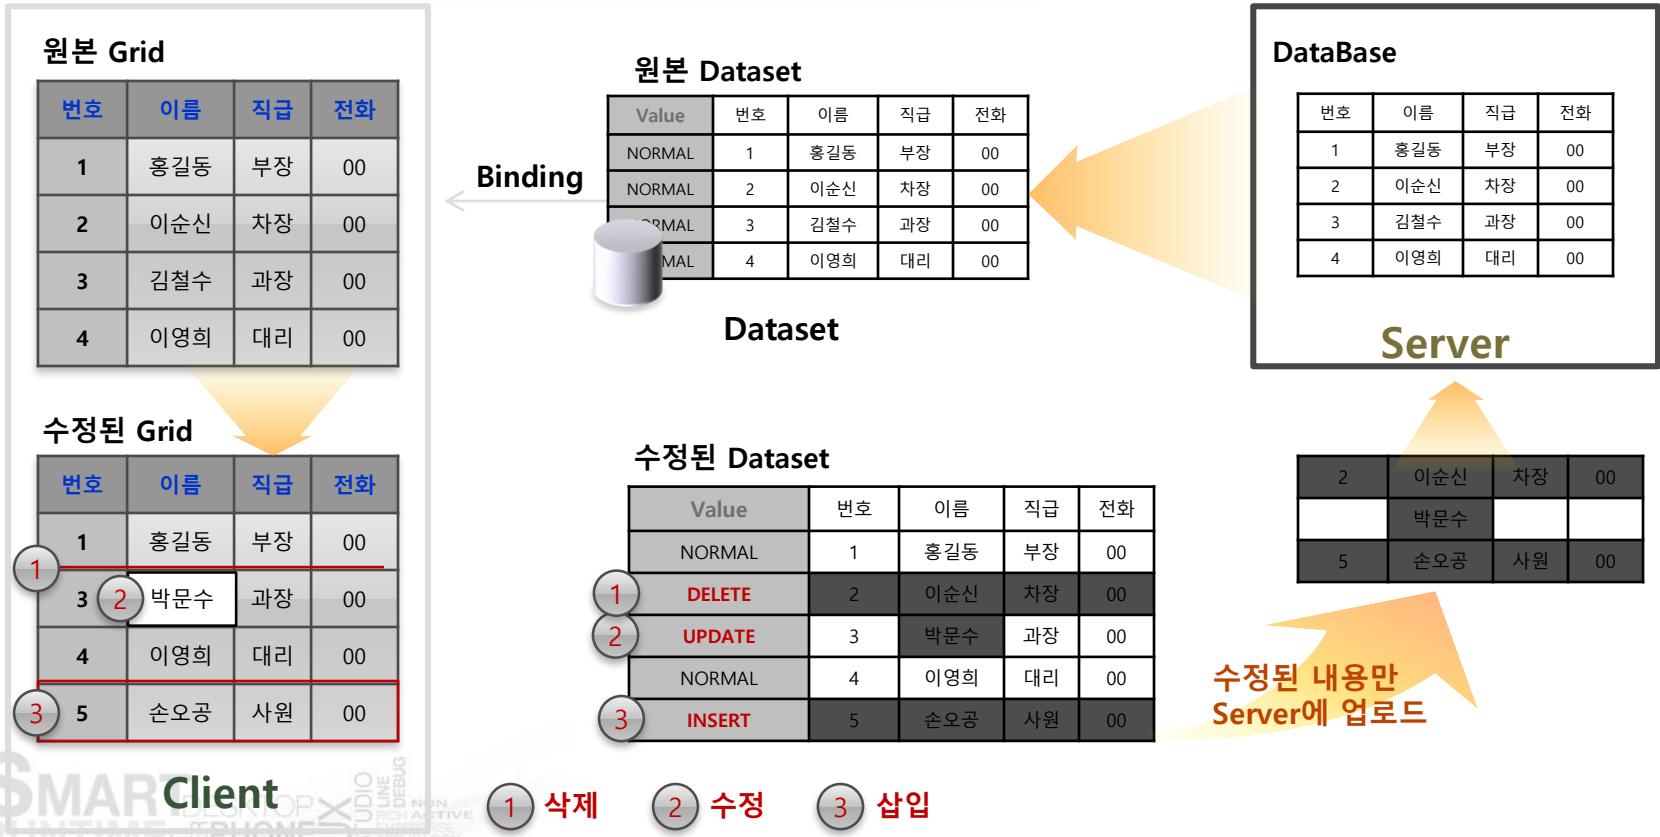 원본 Grid
번호 이름 직급 전화
1 홍길동 부장 00
2 이순신 차장 00
3 김철수 과장 00
4 이영희 대리 00
수정된 Grid
번호 이름 직급 전화
1 홍길동 부장 00
1
3 2 박문수 과장 00
4 이영희 대리 00
3 5 손오공 사원 00
Client
Binding
원본 Dataset
Value 번호 이름 직급 전화
NORMAL 1 홍길동 부장 00
NORMAL 2 이순신 차장 00
RMAL 3 김철수 과장 00
MAL 4 이영희 대리 00
Dataset
수정된 Dataset
Value 번호 이름 직급 전화
NORMAL 1 홍길동 부장 00
1 DELETE 2 이순신 차장 00
2 UPDATE 3 박문수 과장 00
NORMAL 4 이영희 대리 00
3 INSERT 5 손오공 사원 00
DataBase
번호 이름 직급 전화
1 홍길동 부장 00
2 이순신 차장 00
3 김철수 과장 00
4 이영희 대리 00
Server
2 이순신 차장 00
박문수
5 손오공 사원 00
수정된 내용만
Server에 업로드
1 삭제 2 수정 3 삽입
SMART
DESKTOP